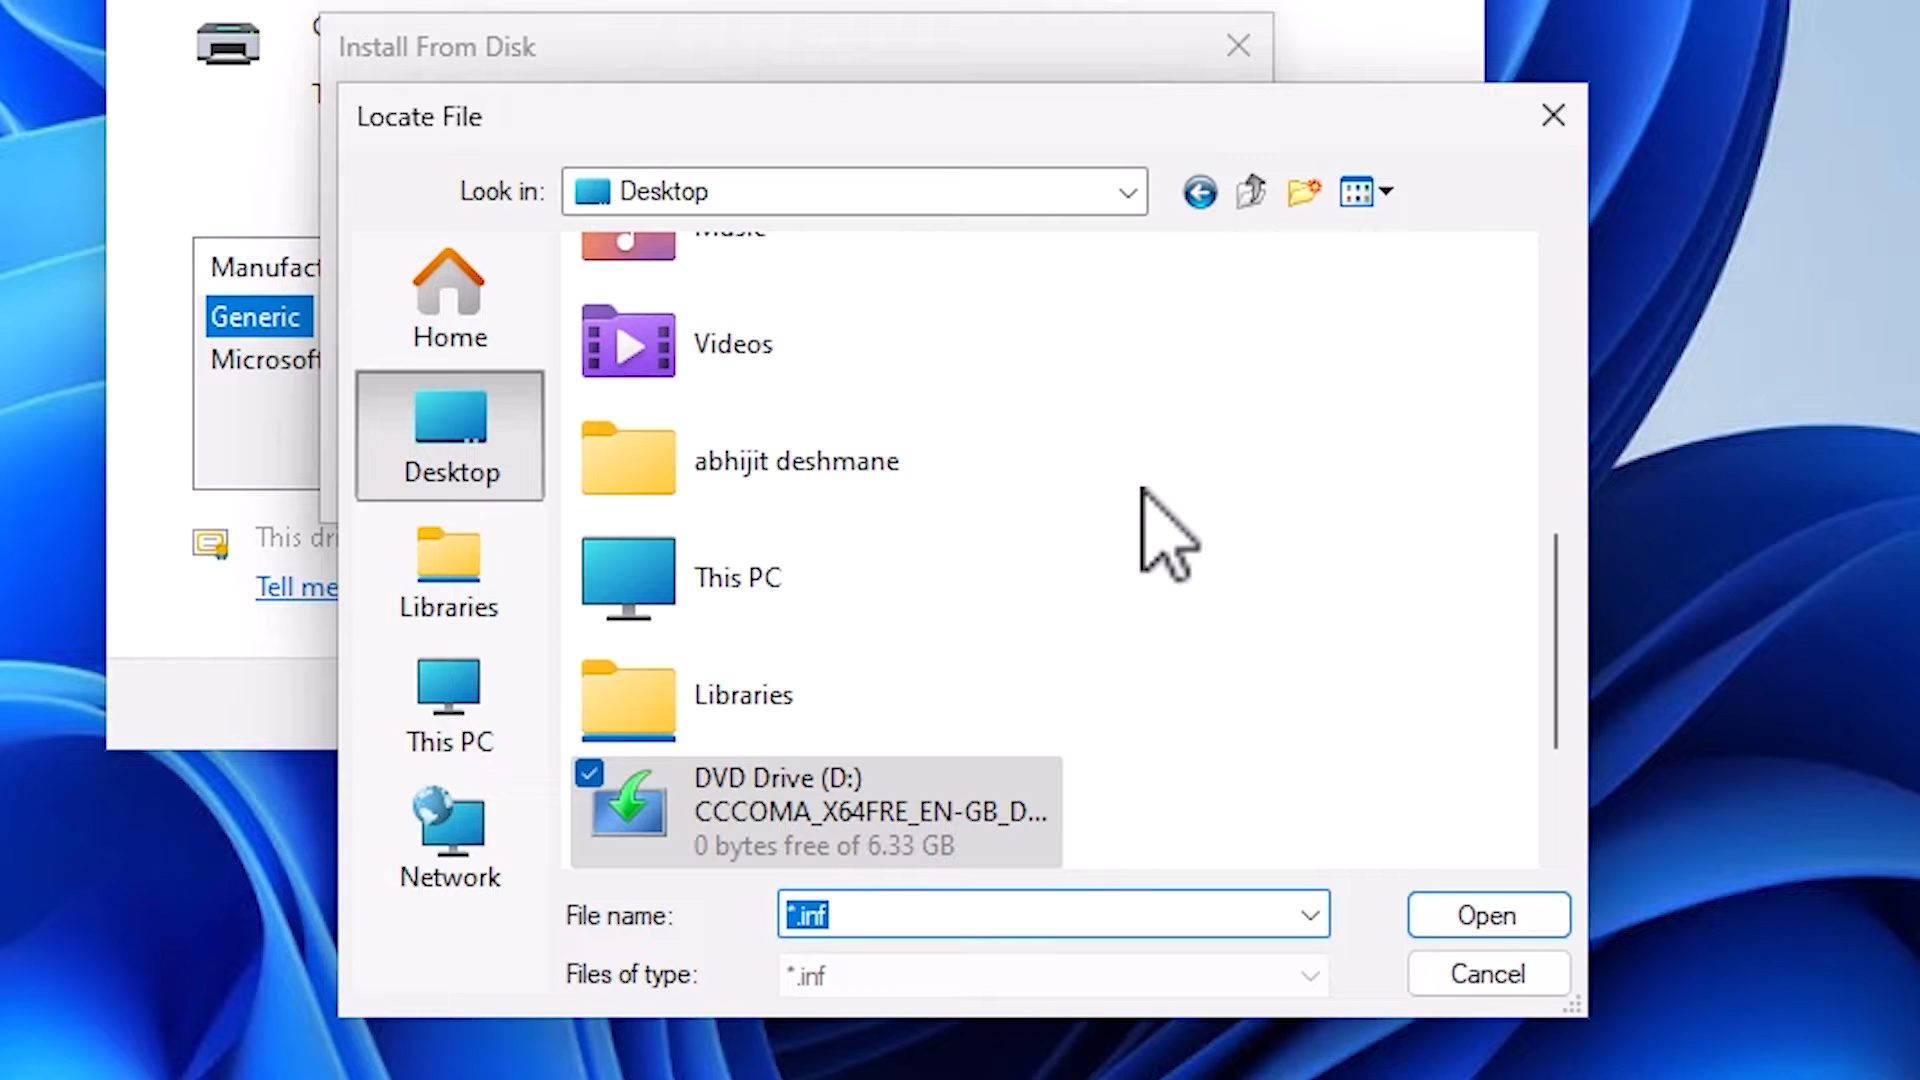 Install From Disk
Locate File
Look in:
Desktop
Manufact
Generic
Microsoft
This dri
Tell me
Home
Desktop
Libraries
This PC
Network
Music
Videos
abhijit deshmane
This PC
Libraries
DVD Drive (D:)
CCCOMA_X64FRE_EN-GB_D...
0 bytes free of 6.33 GB
File name:
*.inf
Open
Files of type:
*.inf
Cancel